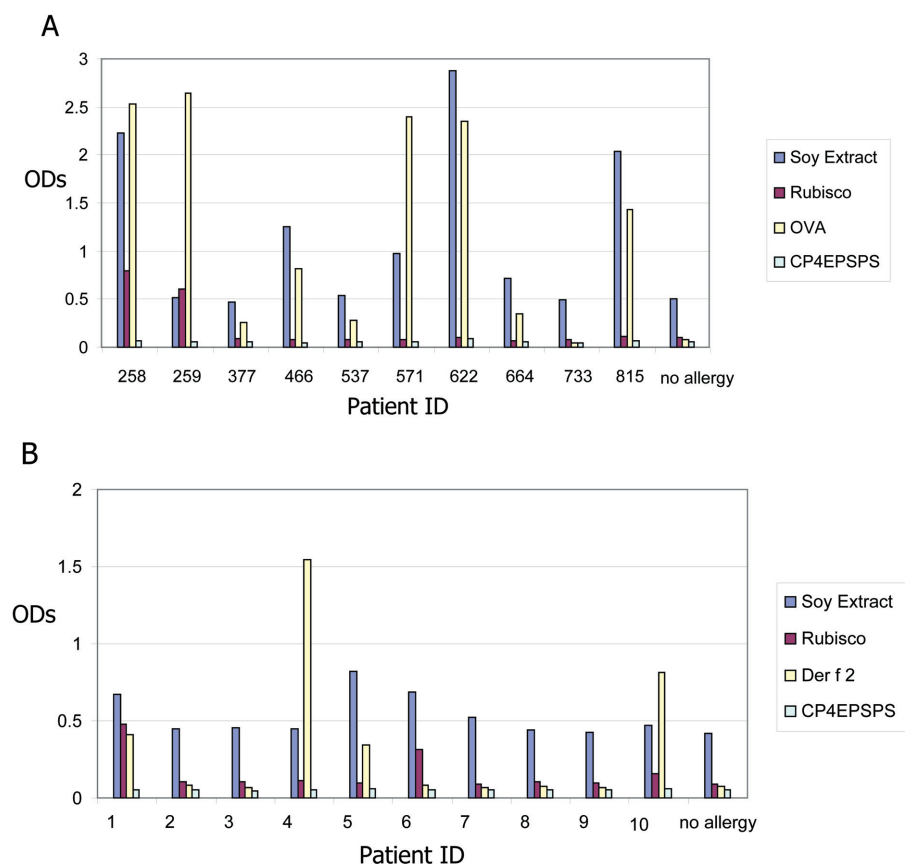 A
3
2.5
2
1.5
1
0.5
0
ODs
258 259 377 466 537 571 622 664 733 815 no allergy
Patient ID
Soy Extract
Rubisco
OVA
CP4EPSPS
B
2
1.5
1
0.5
0
ODs
1 2 3 4 5 6 7 8 9 10 no allergy
Patient ID
Soy Extract
Rubisco
Der f 2
CP4EPSPS